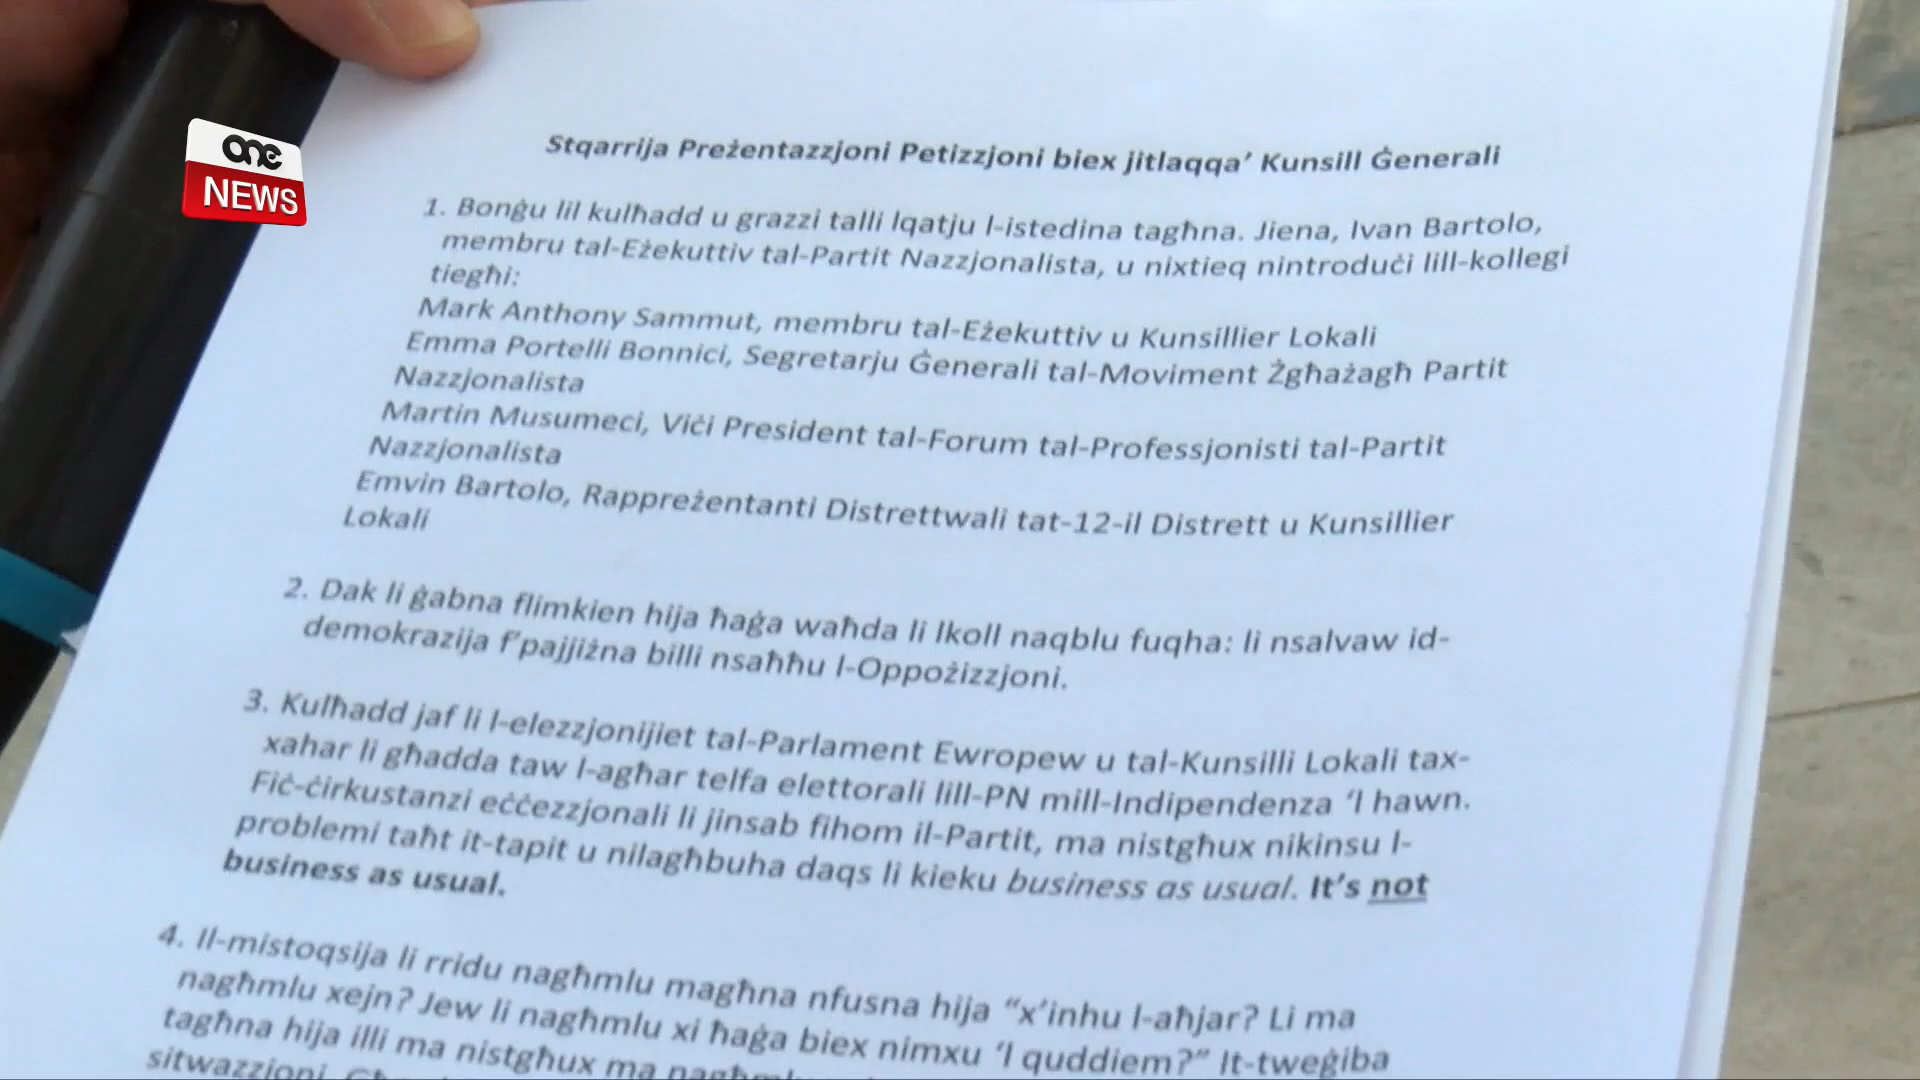 one
NEWS
Stqarrija Preżentazzjoni Petizzjoni biex jitlaqqa’ Kunsill Ġenerali
1. Bonġu lil kulħadd u grazzi talli lqatju l-istedina tagħna. Jiena, Ivan Bartolo,
membru tal-Eżekuttiv tal-Partit Nazzjonalista, u nixtieq nintroduċi lill-kollegi
tiegħi:
Mark Anthony Sammut, membru tal-Eżekuttiv u Kunsillier Lokali
Emma Portelli Bonnici, Segretarju Ġenerali tal-Moviment Żgħażagħ Partit
Nazzjonalista
Martin Musumeci, Viċi President tal-Forum tal-Professjonisti tal-Partit
Nazzjonalista
Emvin Bartolo, Rappreżentanti Distrettwali tat-12-il Distrett u Kunsillier
Lokali
2. Dak li ġabna flimkien hija ħaġa waħda li lkoll naqblu fuqha: li nsalvaw id-
demokrazija f’pajjiżna billi nsaħħu l-Oppożizzjoni.
3. Kulħadd jaf li l-elezzjonijiet tal-Parlament Ewropew u tal-Kunsilli Lokali tax-
xahar li għadda taw l-agħar telfa elettorali lill-PN mill-Indipendenza ‘l hawn.
Fiċ-ċirkustanzi eċċezzjonali li jinsab fihom il-Partit, ma nistgħux nikinsu l-
problemi taħt it-tapit u nilagħbuha daqs li kieku business as usual. It’s not
business as usual.
4. Il-mistoqsija li rridu nagħmlu magħna nfusna hija “x’inhu l-aħjar? Li ma
nagħmlu xejn? Jew li nagħmlu xi ħaġa biex nimxu ‘l quddiem?” It-tweġiba
tagħna hija illi ma nistgħux ma
sitwazzjoni.